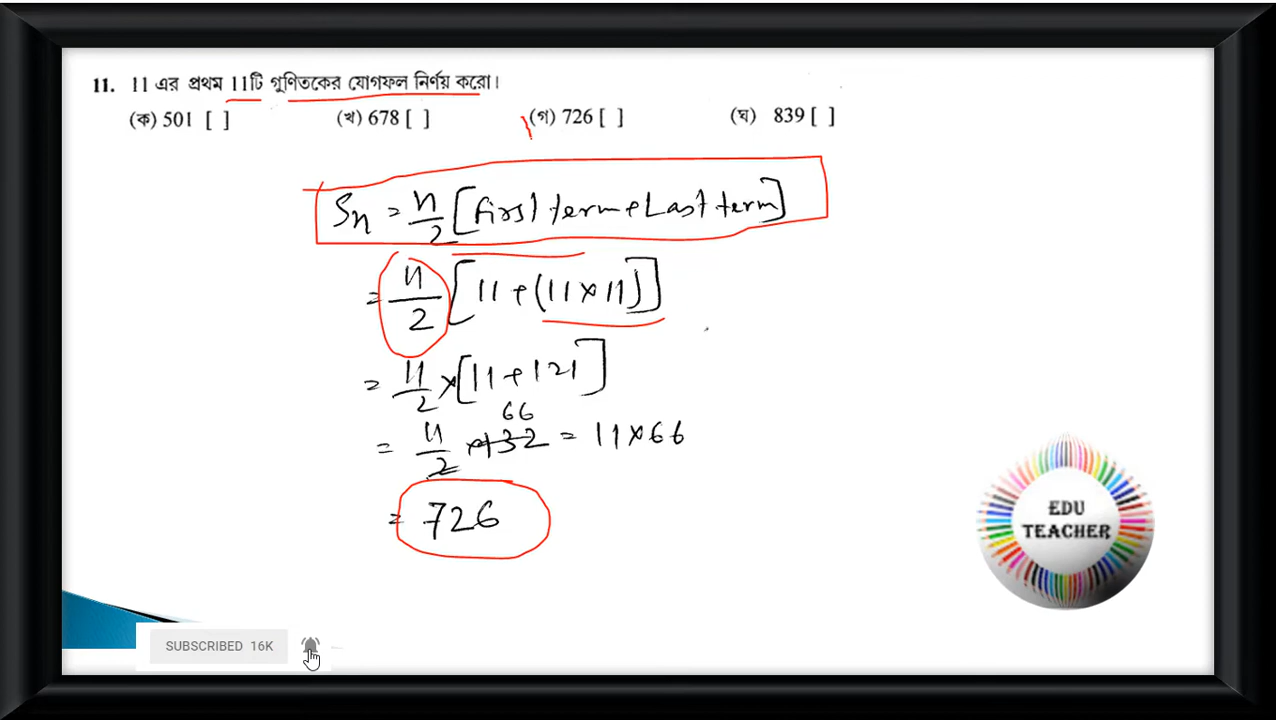 11. 11 এর প্রথম 11টি গুণিতকের যোগফল নির্ণয় করো।
(ক) 501 [ ] (খ) 678 [ ] (গ) 726 [ ] (ঘ) 839 [ ]
Sn = n/2 [First term + Last term]
= 11/2 [11 + (11×11)]
= 11/2 × [11 + 121]
66
= 11/2 × 132 = 11×66
= 726
EDU
TEACHER
SUBSCRIBED 16K